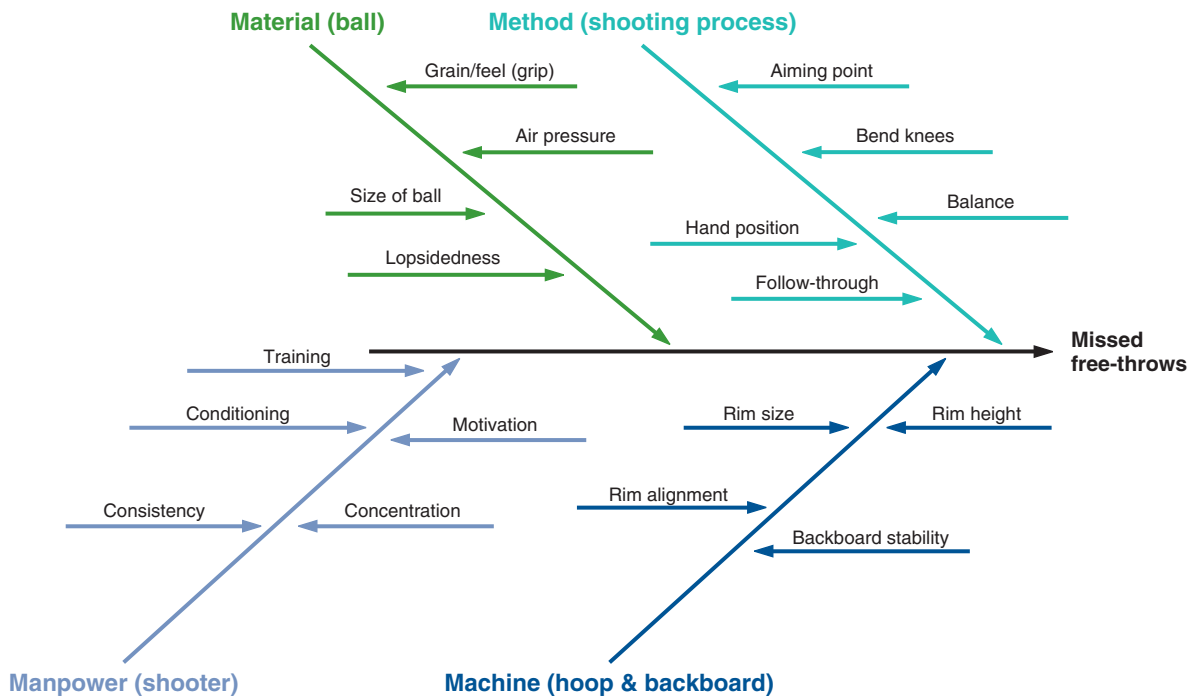 Material (ball)
Method (shooting process)
Grain/feel (grip)
Aiming point
Air pressure
Bend knees
Size of ball
Balance
Hand position
Lopsidedness
Follow-through
Missed
free-throws
Training
Conditioning
Motivation
Rim size
Rim height
Consistency
Concentration
Rim alignment
Backboard stability
Manpower (shooter)
Machine (hoop & backboard)